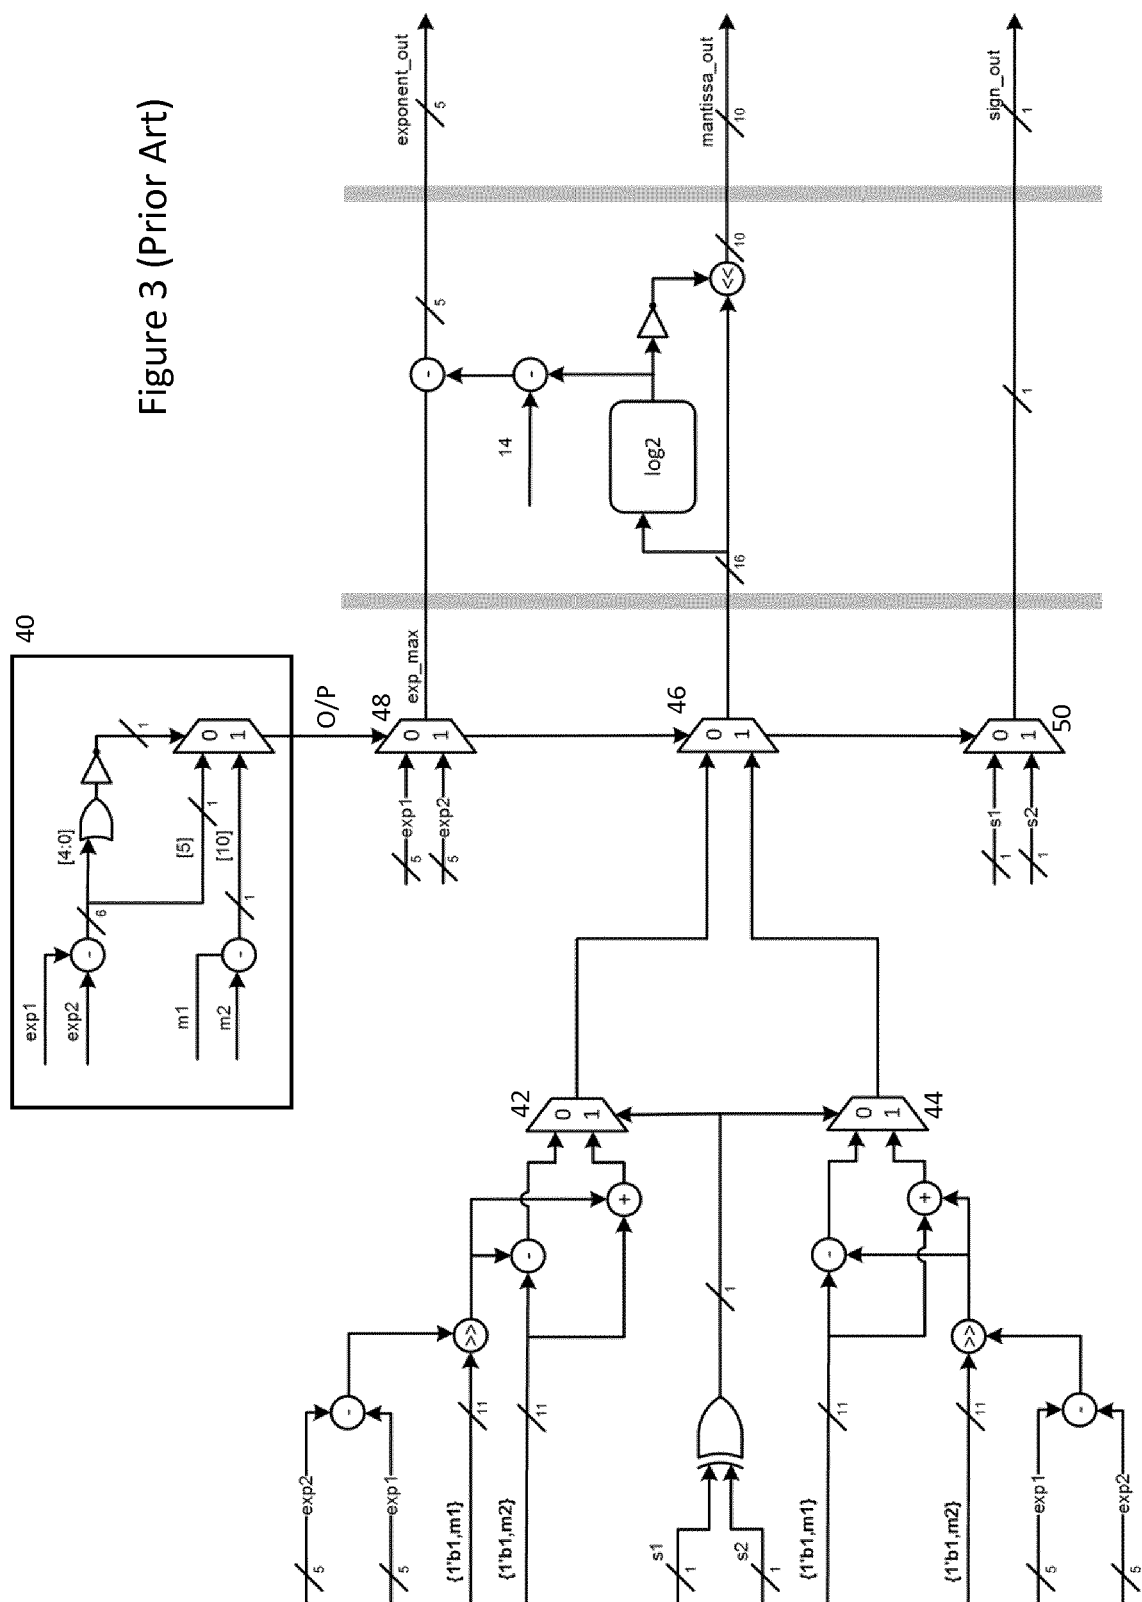 Figure 3 (Prior Art)
40
exp1
exp2
-
6
[4:0]
1
[5]
1
[10]
1
m1
m2
-
0
1
O/P
48
exp1
5
exp2
5
0
1
exp_max
-
5
exponent_out
5
14
-
log2
16
<<
10
mantissa_out
10
46
0
1
50
s1
1
s2
1
0
1
1
sign_out
1
exp2
5
exp1
5
-
{1'b1,m1}
11
>>
{1'b1,m2}
11
-
+
42
0
1
s1
1
s2
1
1
{1'b1,m1}
11
-
+
44
0
1
{1'b1,m2}
11
>>
exp1
5
exp2
5
-